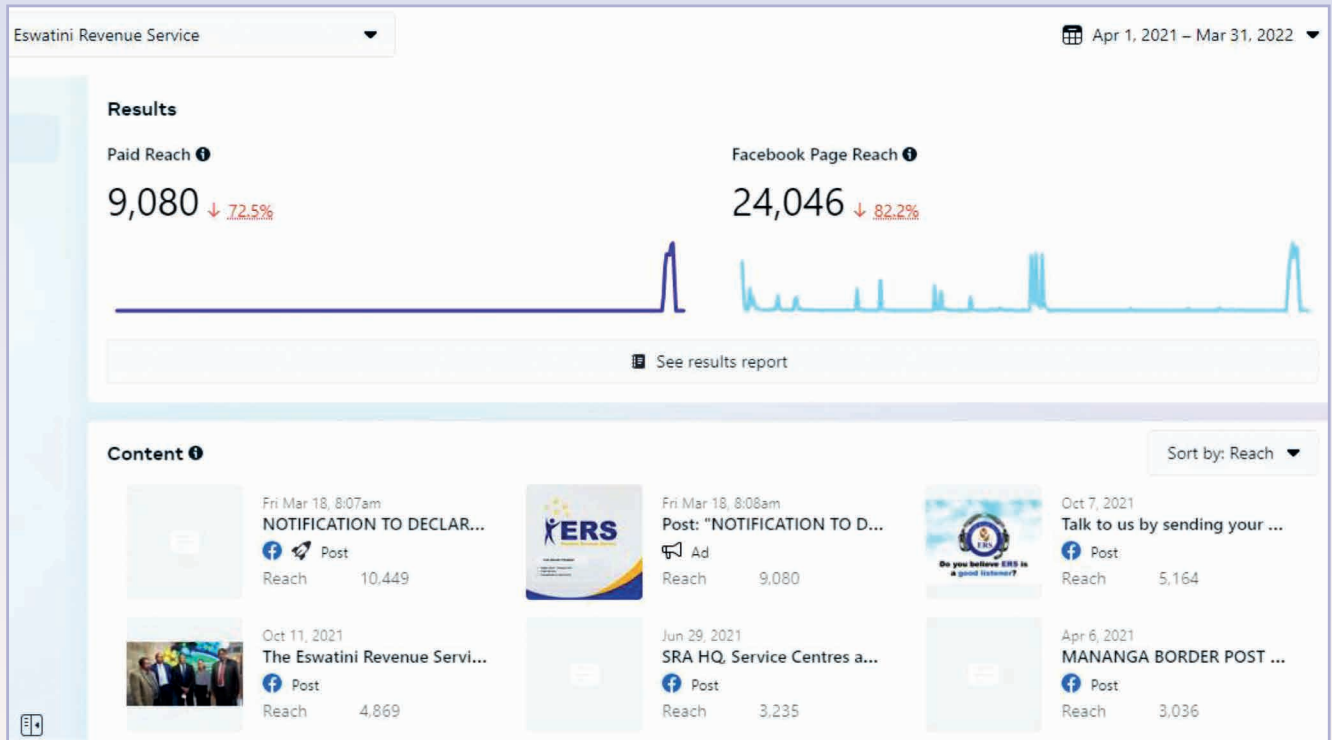 Eswatini Revenue Service
Apr 1, 2021 – Mar 31, 2022
Results
Paid Reach
9,080 ↓ 72.5%
Facebook Page Reach
24,046 ↓ 82.2%
See results report
Content
Sort by: Reach
Fri Mar 18, 8:07am
NOTIFICATION TO DECLAR...
Post
Reach 10,449
ERS
Fri Mar 18, 8:08am
Post: "NOTIFICATION TO D...
Ad
Reach 9,080
ERS
Do you believe ERS is
a good listener?
Oct 7, 2021
Talk to us by sending your ...
Post
Reach 5,164
Oct 11, 2021
The Eswatini Revenue Servi...
Post
Reach 4,869
Jun 29, 2021
SRA HQ, Service Centres a...
Post
Reach 3,235
Apr 6, 2021
MANANGA BORDER POST ...
Post
Reach 3,036